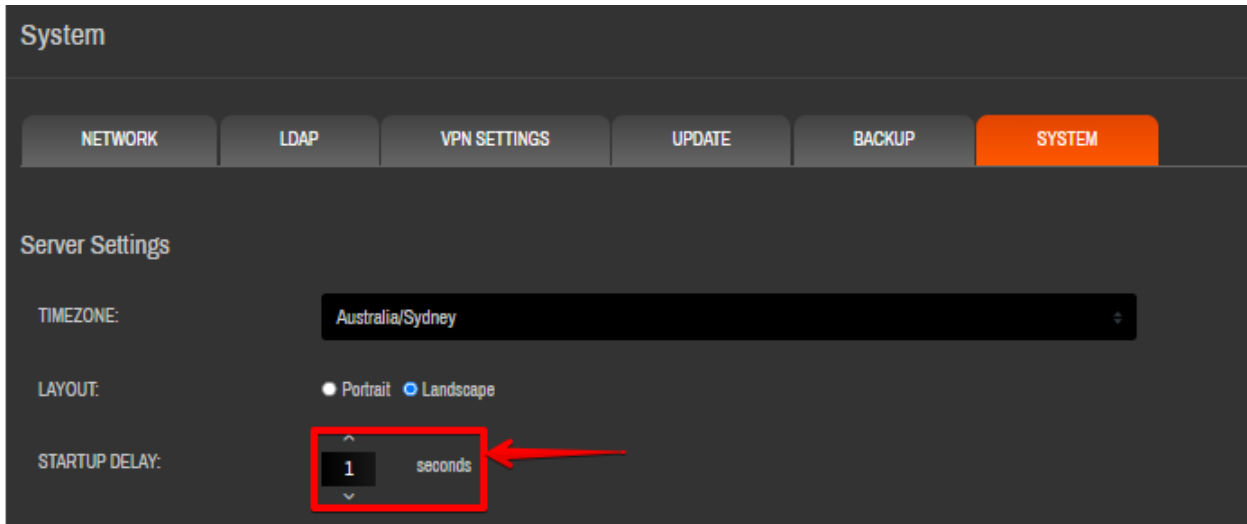 System
NETWORK LDAP VPN SETTINGS UPDATE BACKUP SYSTEM
Server Settings
TIMEZONE: Australia/Sydney
LAYOUT: Portrait Landscape
STARTUP DELAY: 1 seconds